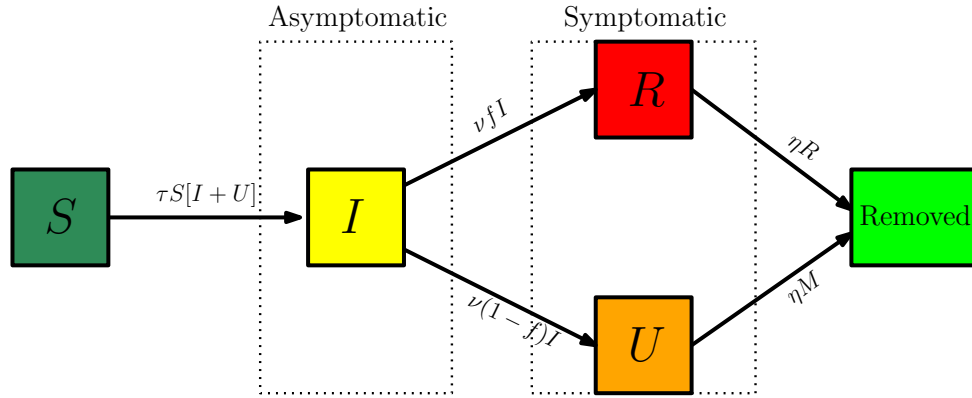 Asymptomatic
Symptomatic
R
νfI
ηR
τS[I + U]
S
I
Removed
ν(1 − f)I
ηM
U